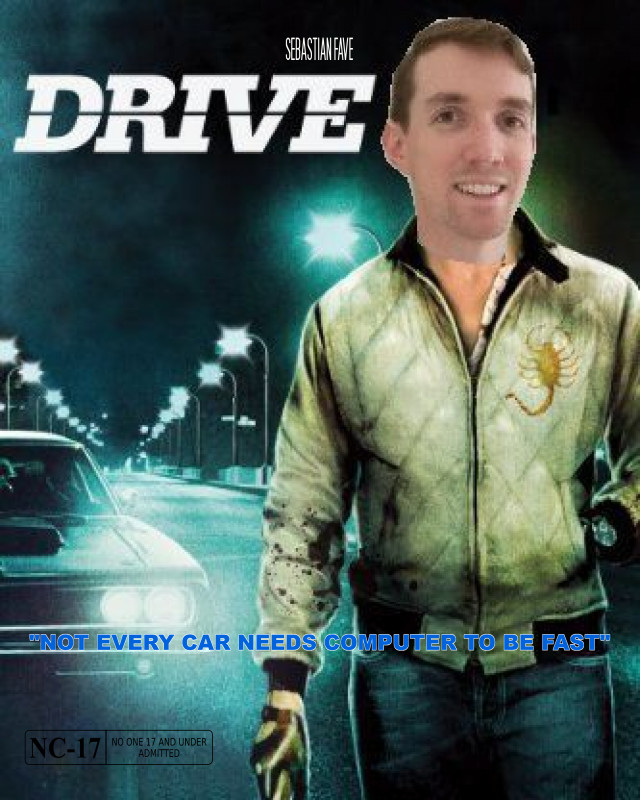 SEBASTIAN FAVE
DRIVE
"NOT EVERY CAR NEEDS COMPUTER TO BE FAST"
NC-17
NO ONE 17 AND UNDER
ADMITTED